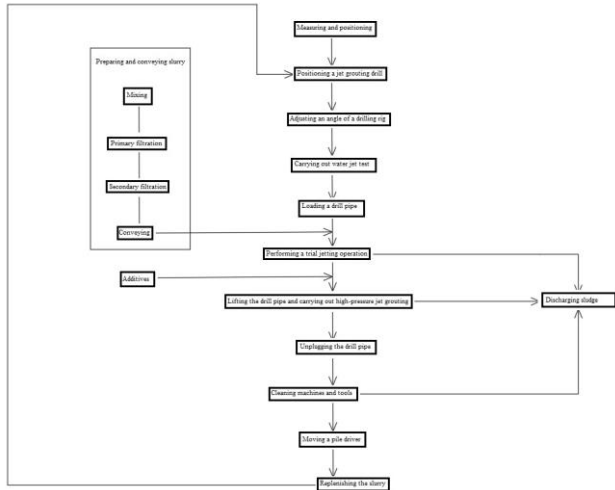 Measuring and positioning
Preparing and conveying slurry
Positioning a jet grouting drill
Mixing
Adjusting an angle of a drilling rig
Primary filtration
Carrying out water jet test
Secondary filtration
Loading a drill pipe
Conveying
Performing a trial jetting operation
Additives
Lifting the drill pipe and carrying out high-pressure jet grouting
Discharging sludge
Unplugging the drill pipe
Cleaning machines and tools
Moving a pile driver
Replenishing the slurry